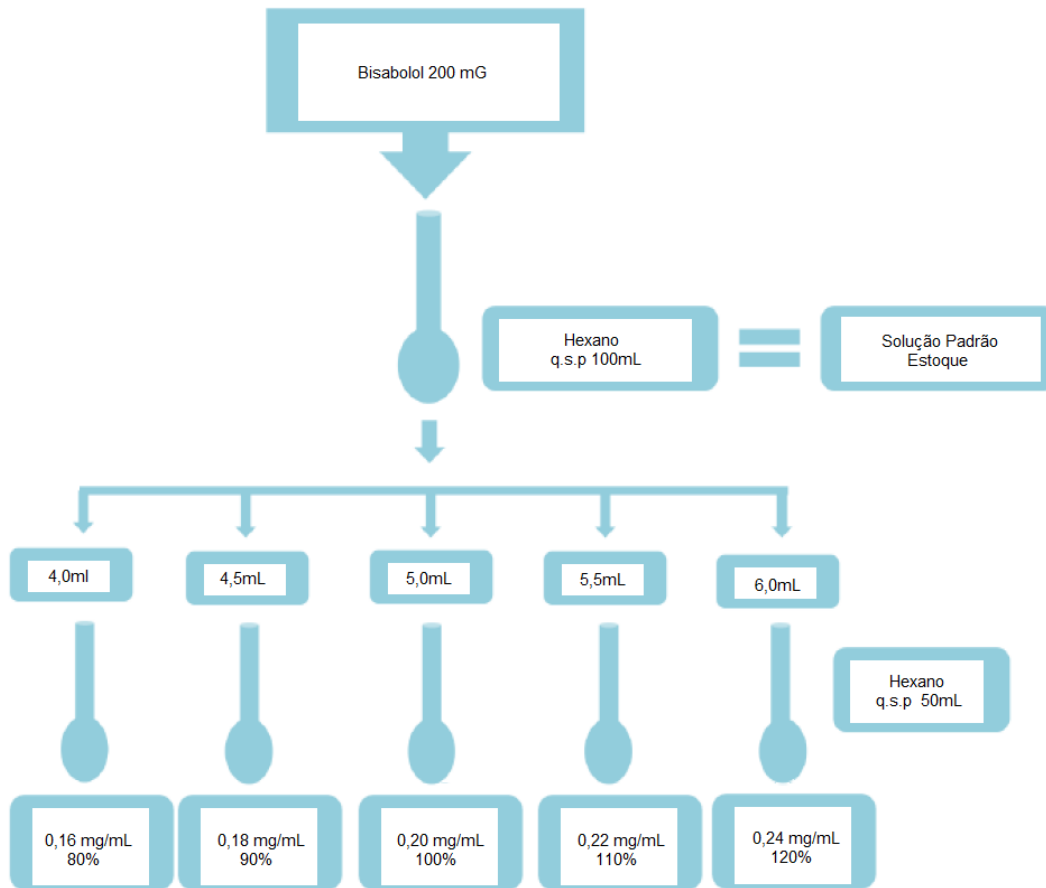 Bisabolol 200 mG
Hexano
q.s.p 100mL
Solução Padrão
Estoque
4,0ml
4,5mL
5,0mL
5,5mL
6,0mL
Hexano
q.s.p 50mL
0,16 mg/mL
80%
0,18 mg/mL
90%
0,20 mg/mL
100%
0,22 mg/mL
110%
0,24 mg/mL
120%